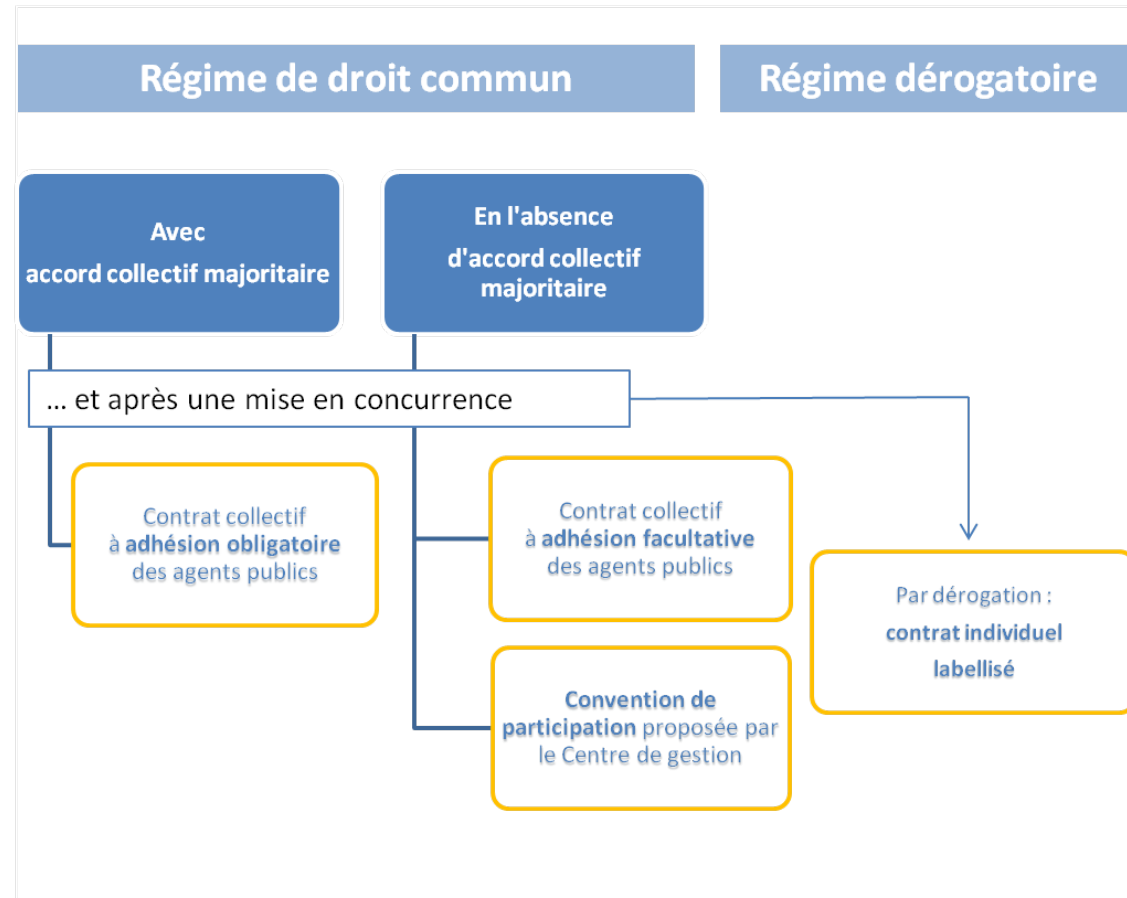 Régime de droit commun
Régime dérogatoire
Avec
accord collectif majoritaire
En l'absence
d'accord collectif
majoritaire
... et après une mise en concurrence
Contrat collectif
à adhésion obligatoire
des agents publics
Contrat collectif
à adhésion facultative
des agents publics
Convention de
participation proposée par
le Centre de gestion
Par dérogation :
contrat individuel
labellisé